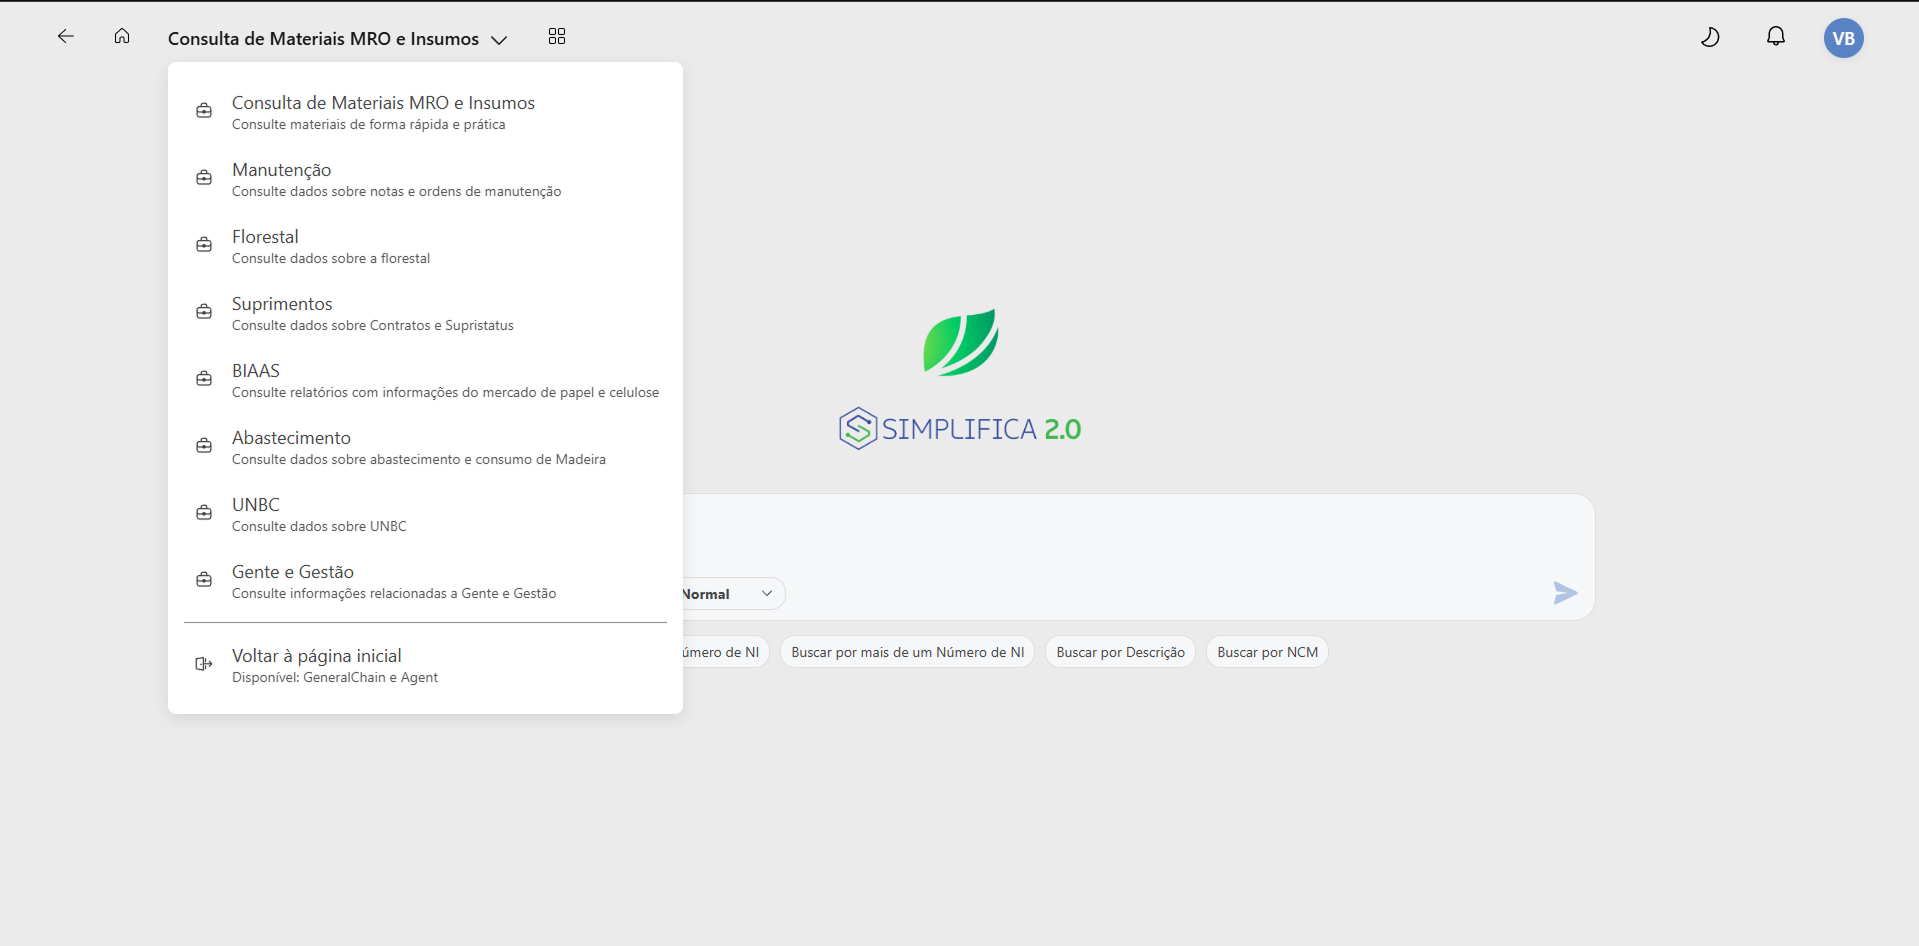 Consulta de Materiais MRO e Insumos
VB
Consulta de Materiais MRO e Insumos
Consulte materiais de forma rápida e prática
Manutenção
Consulte dados sobre notas e ordens de manutenção
Florestal
Consulte dados sobre a florestal
Suprimentos
Consulte dados sobre Contratos e Supristatus
BIAAS
Consulte relatórios com informações do mercado de papel e celulose
Abastecimento
Consulte dados sobre abastecimento e consumo de Madeira
UNBC
Consulte dados sobre UNBC
Gente e Gestão
Consulte informações relacionadas a Gente e Gestão
Voltar à página inicial
Disponível: GeneralChain e Agent
SIMPLIFICA 2.0
Normal
úmero de NI
Buscar por mais de um Número de NI
Buscar por Descrição
Buscar por NCM